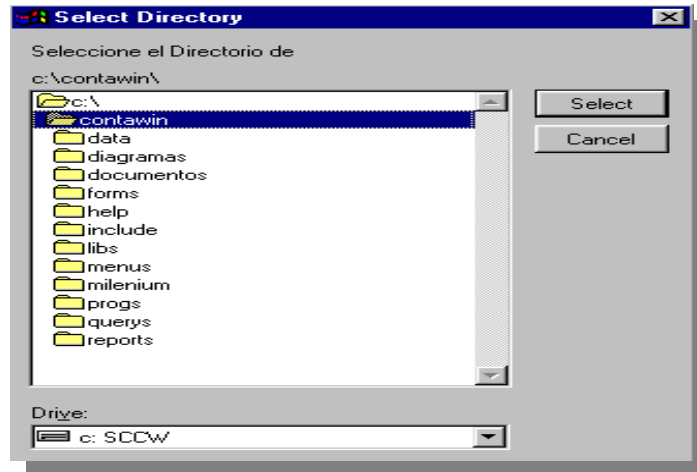 Select Directory
Seleccione el Directorio de
c:\contawin\
c:\
Select
contawin
data
Cancel
diagramas
documentos
forms
help
include
libs
menus
milenium
progs
querys
reports
Drive:
c: SCCW